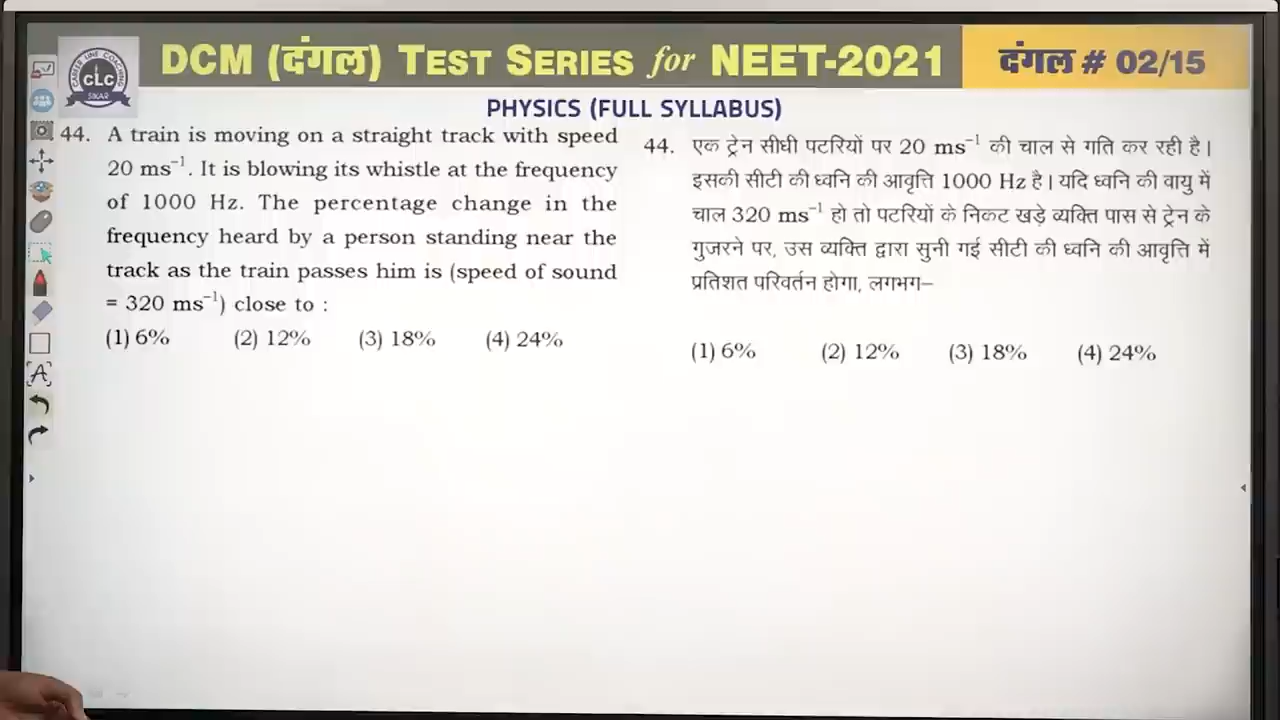 CAREER LINE COACHING
CLC
SIKAR
DCM (दंगल) TEST SERIES for NEET-2021
दंगल # 02/15
PHYSICS (FULL SYLLABUS)
44. A train is moving on a straight track with speed
20 ms⁻¹. It is blowing its whistle at the frequency
of 1000 Hz. The percentage change in the
frequency heard by a person standing near the
track as the train passes him is (speed of sound
= 320 ms⁻¹) close to :
(1) 6% (2) 12% (3) 18% (4) 24%
44. एक ट्रेन सीधी पटरियों पर 20 ms⁻¹ की चाल से गति कर रही है।
इसकी सीटी की ध्वनि की आवृत्ति 1000 Hz है। यदि ध्वनि की वायु में
चाल 320 ms⁻¹ हो तो पटरियों के निकट खड़े व्यक्ति पास से ट्रेन के
गुजरने पर, उस व्यक्ति द्वारा सुनी गई सीटी की ध्वनि की आवृत्ति में
प्रतिशत परिवर्तन होगा, लगभग–
(1) 6% (2) 12% (3) 18% (4) 24%